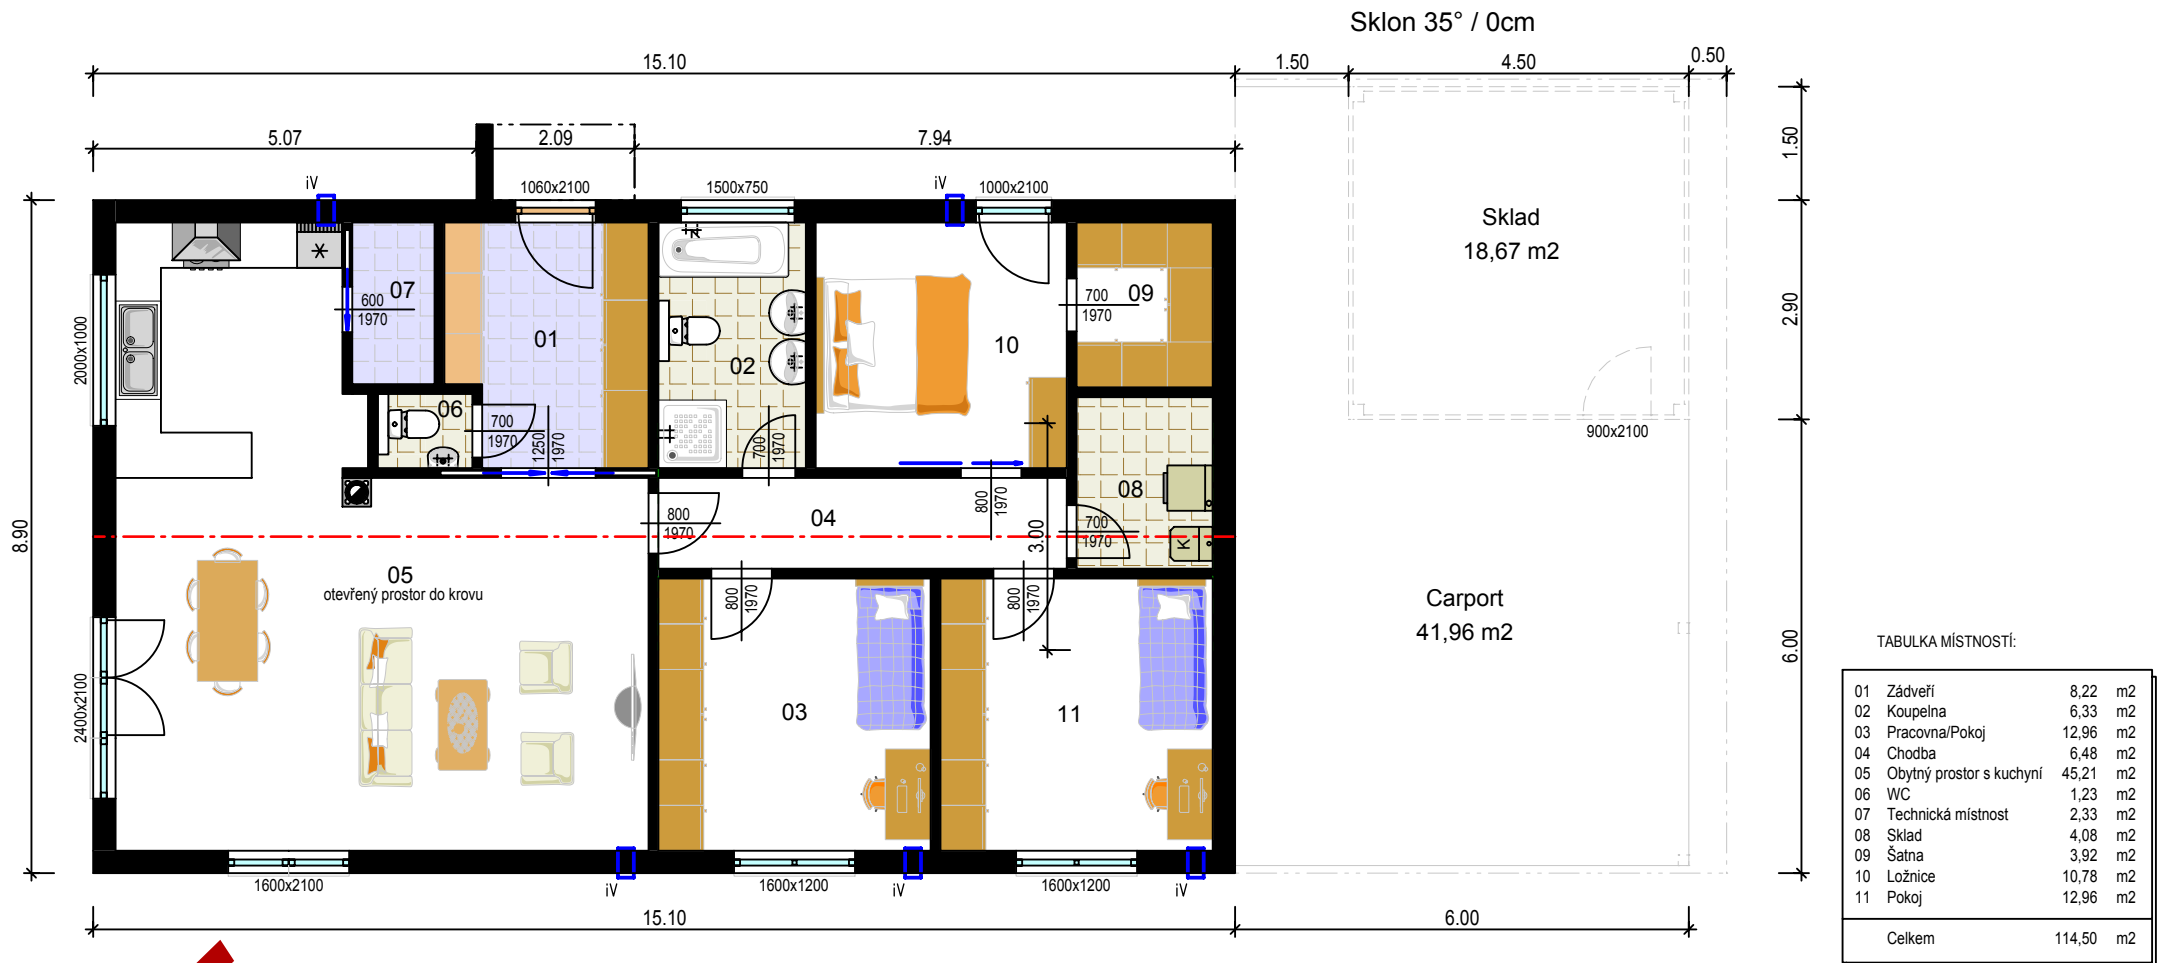 Sklon 35° / 0cm
15.10
1.50
4.50
0.50
5.07
2.09
7.94
1.50
iV
1060x2100
1500x750
iV
1000x2100
8.90
2000x1000
2400x2100
07
600
1970
01
02
10
700
1970
09
Sklad
18,67 m2
2.90
06
700
1970
1250
1970
700
1970
900x2100
800
1970
04
800
1970
3.00
08
700
1970
K
05
otevřený prostor do krovu
800
1970
800
1970
Carport
41,96 m2
6.00
03
11
1600x2100
iV
1600x1200
iV
1600x1200
iV
15.10
6.00
TABULKA MÍSTNOSTÍ:
01 Zádveří 8,22 m2
02 Koupelna 6,33 m2
03 Pracovna/Pokoj 12,96 m2
04 Chodba 6,48 m2
05 Obytný prostor s kuchyní 45,21 m2
06 WC 1,23 m2
07 Technická místnost 2,33 m2
08 Sklad 4,08 m2
09 Šatna 3,92 m2
10 Ložnice 10,78 m2
11 Pokoj 12,96 m2
Celkem 114,50 m2